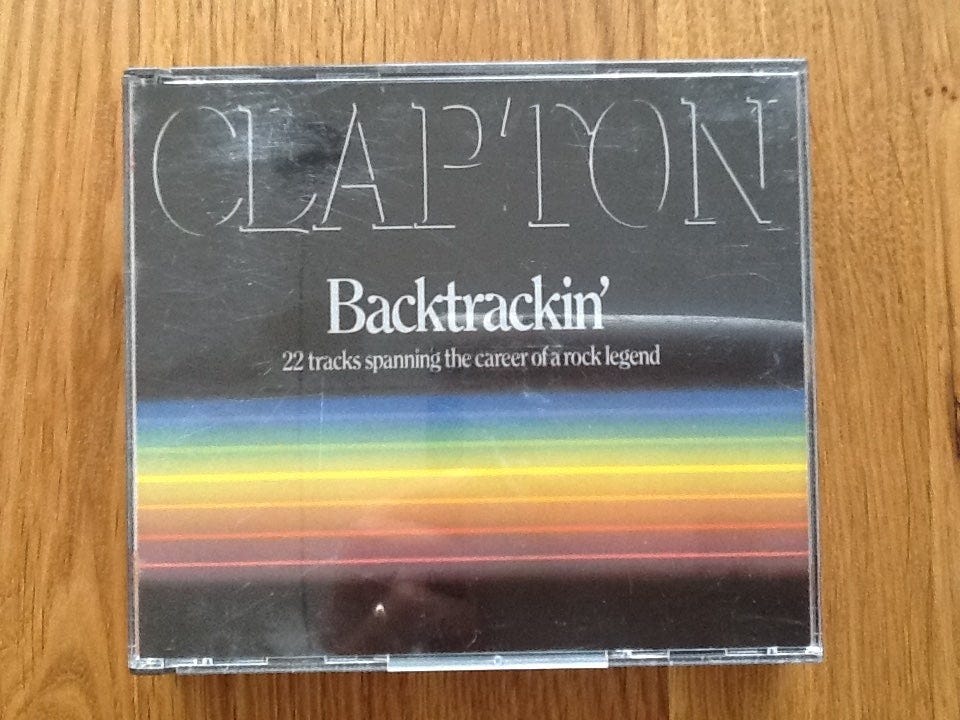 CLAPTON
Backtrackin'
22 tracks spanning the career of a rock legend